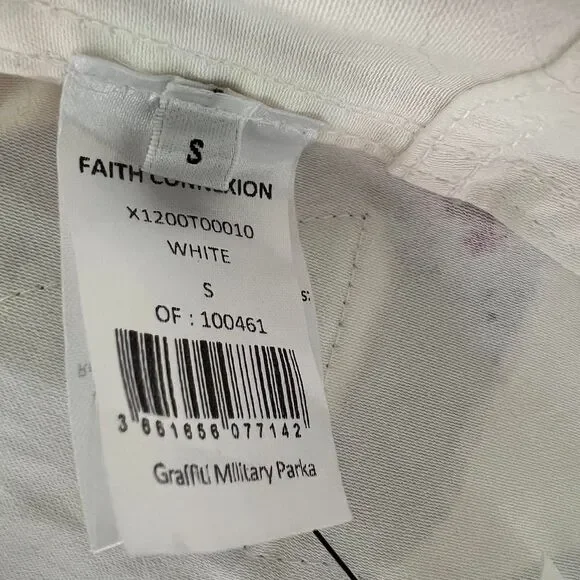 S
FAITH CONNEXION
X1200T00010
WHITE
S
s:
OF : 100461
3 661656 077142
Graffiti Military Parka